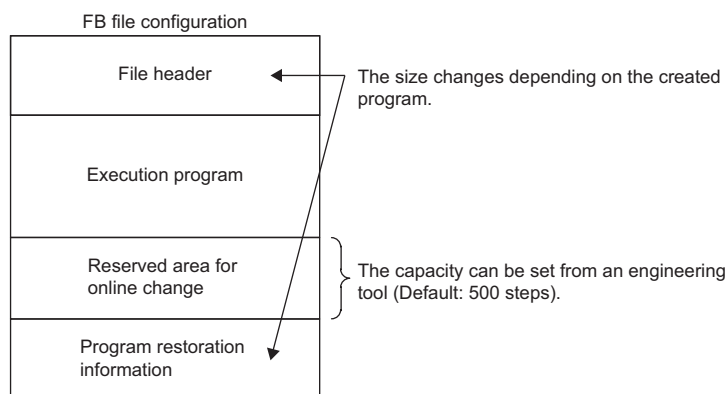 FB file configuration
File header
The size changes depending on the created
program.
Execution program
Reserved area for
online change
The capacity can be set from an engineering
tool (Default: 500 steps).
Program restoration
information